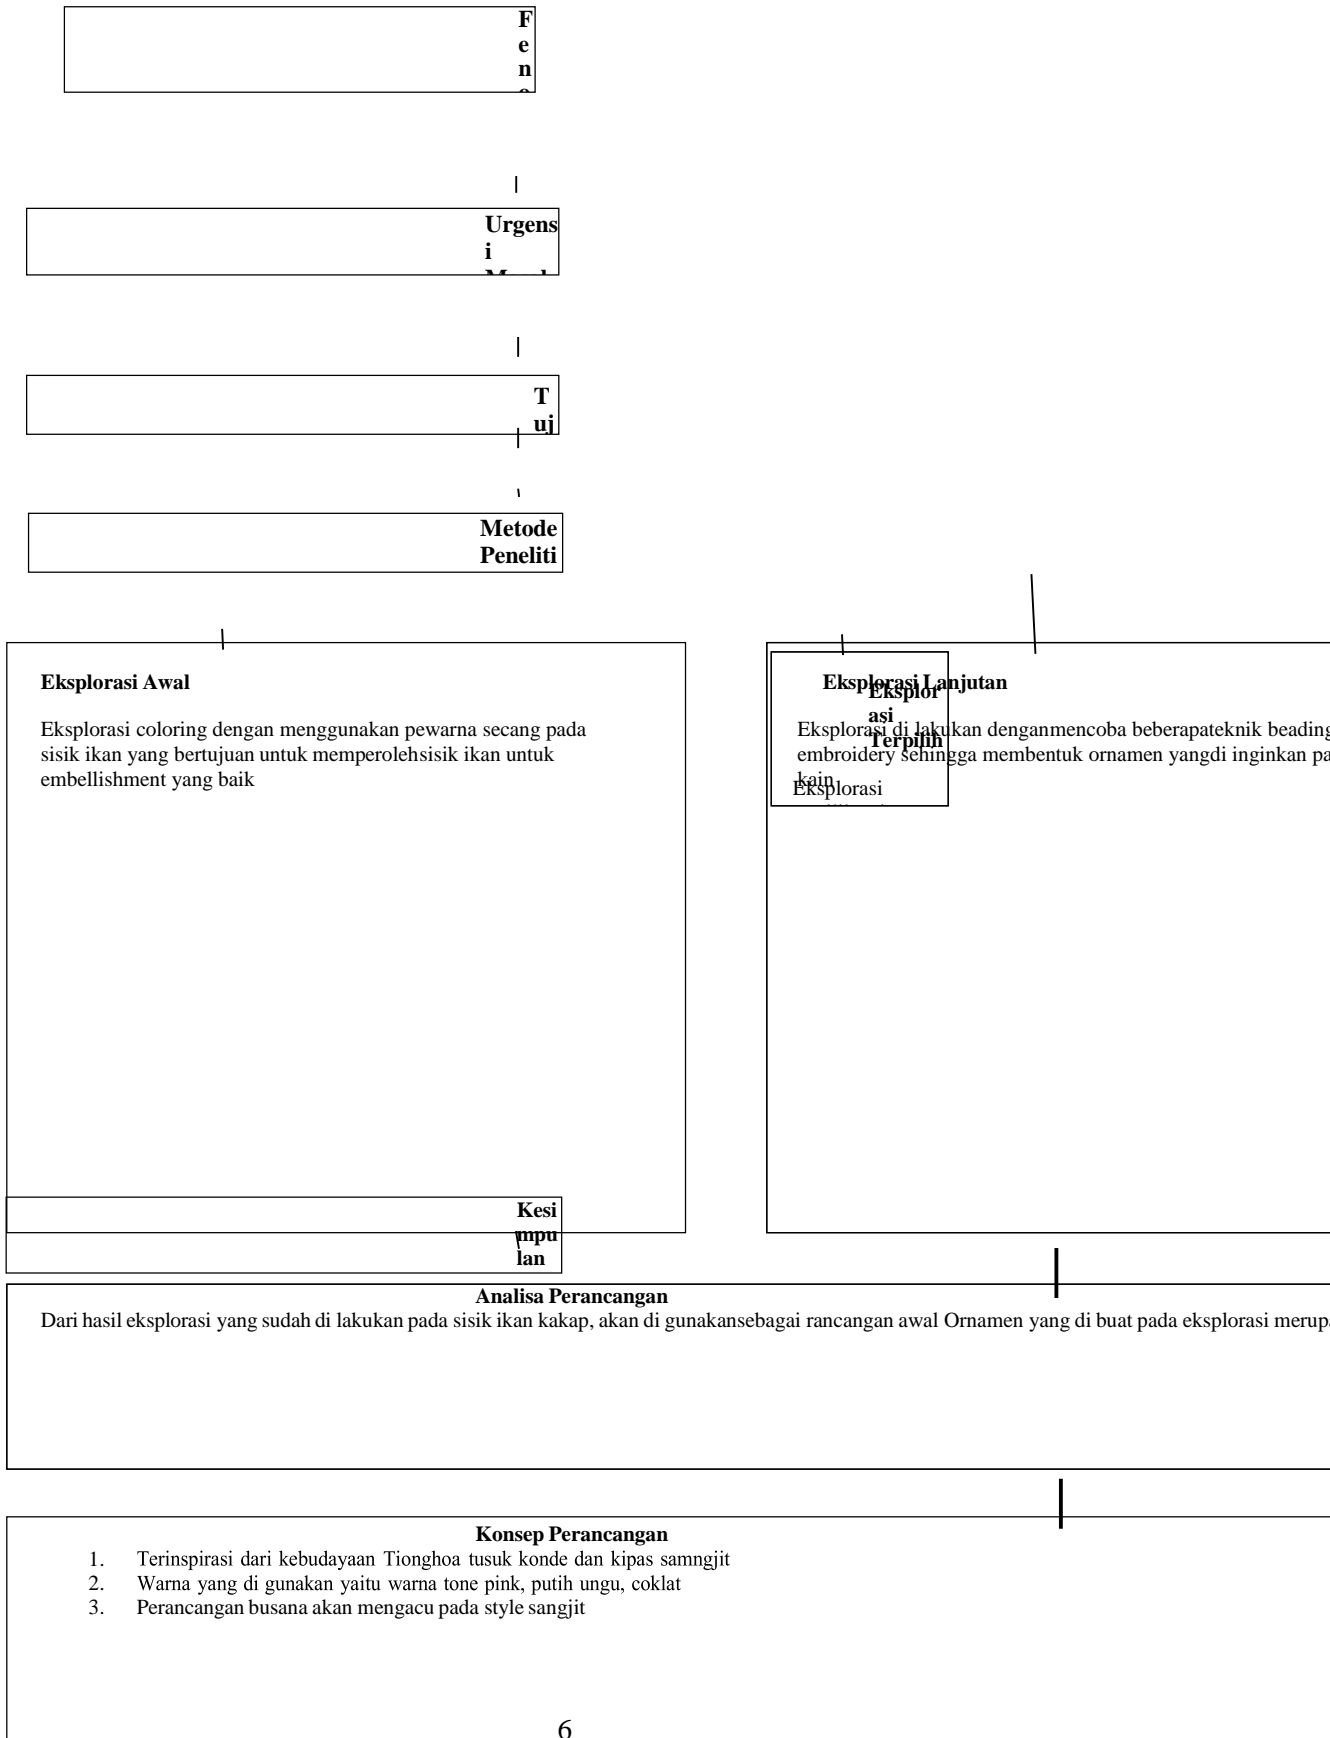 F
e
n
Urgens
i
T
uj
Metode
Peneliti
Eksplorasi Awal
Eksplorasi coloring dengan menggunakan pewarna secang pada
sisik ikan yang bertujuan untuk memperolehsisik ikan untuk
embellishment yang baik
Eksplorasi Lanjutan
Eksplorasi di lakukan denganmencoba beberapateknik beading
embroidery sehingga membentuk ornamen yangdi inginkan pa
kain
Eksplor
asi
Terpilih
Eksplorasi
Kesi
mpu
lan
Analisa Perancangan
Dari hasil eksplorasi yang sudah di lakukan pada sisik ikan kakap, akan di gunakansebagai rancangan awal Ornamen yang di buat pada eksplorasi merup
Konsep Perancangan
1. Terinspirasi dari kebudayaan Tionghoa tusuk konde dan kipas samngjit
2. Warna yang di gunakan yaitu warna tone pink, putih ungu, coklat
3. Perancangan busana akan mengacu pada style sangjit
6